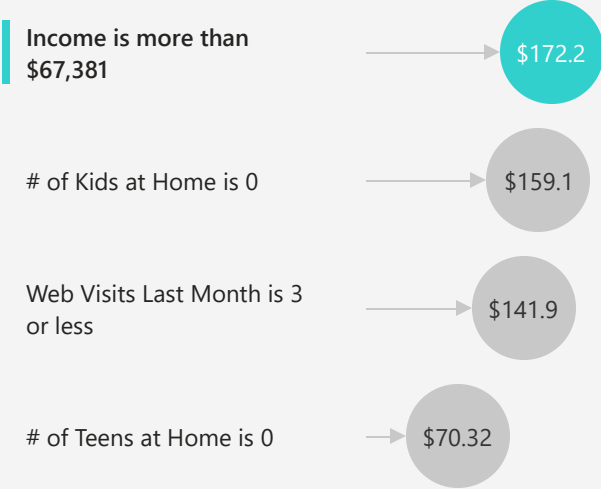 Income is more than
$67,381
$172.2
# of Kids at Home is 0
$159.1
Web Visits Last Month is 3
or less
$141.9
# of Teens at Home is 0
$70.32